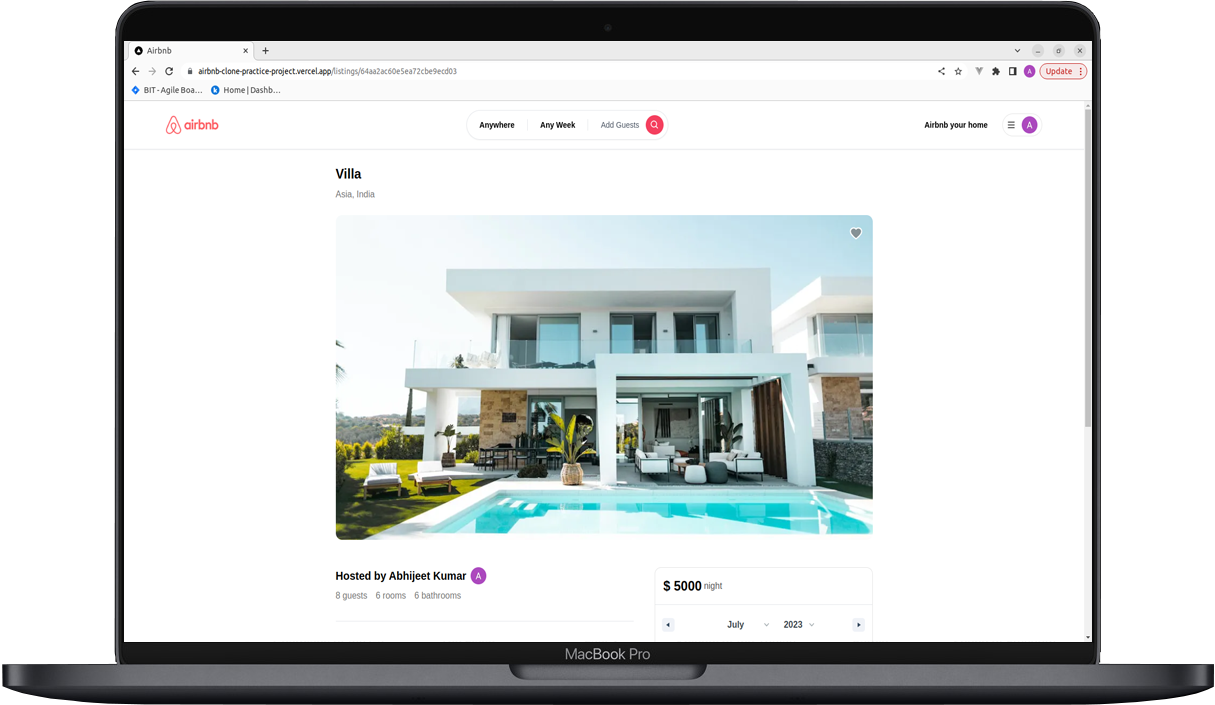 Airbnb
airbnb-clone-practice-project.vercel.app/listings/64aa2ac60e5ea72cbe9ecd03
A
Update
BIT - Agile Boa...
Home | Dashb...
airbnb
Anywhere
Any Week
Add Guests
Airbnb your home
A
Villa
Asia, India
Hosted by Abhijeet Kumar A
8 guests 6 rooms 6 bathrooms
$ 5000 night
July 2023
MacBook Pro